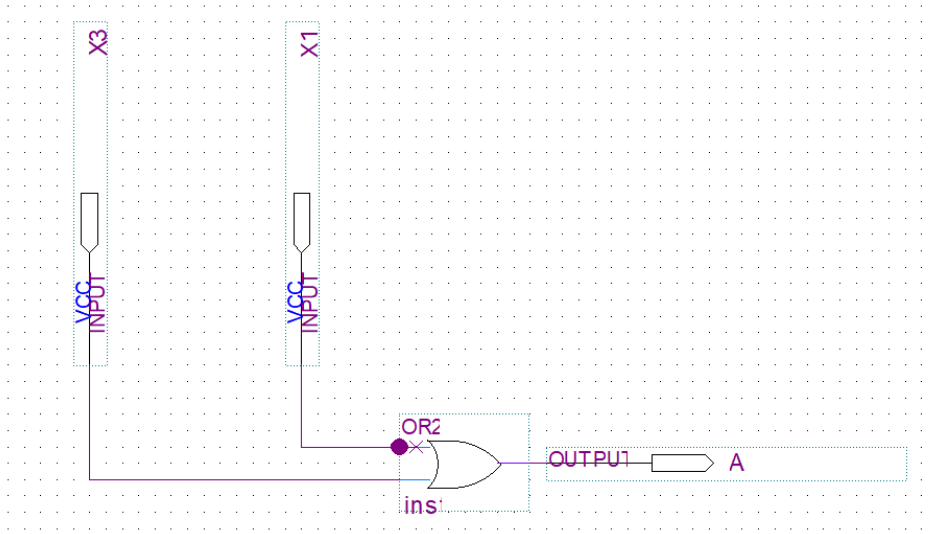 X3
X1
VCC
INPUT
VCC
INPUT
OR2
OUTPUT
A
inst